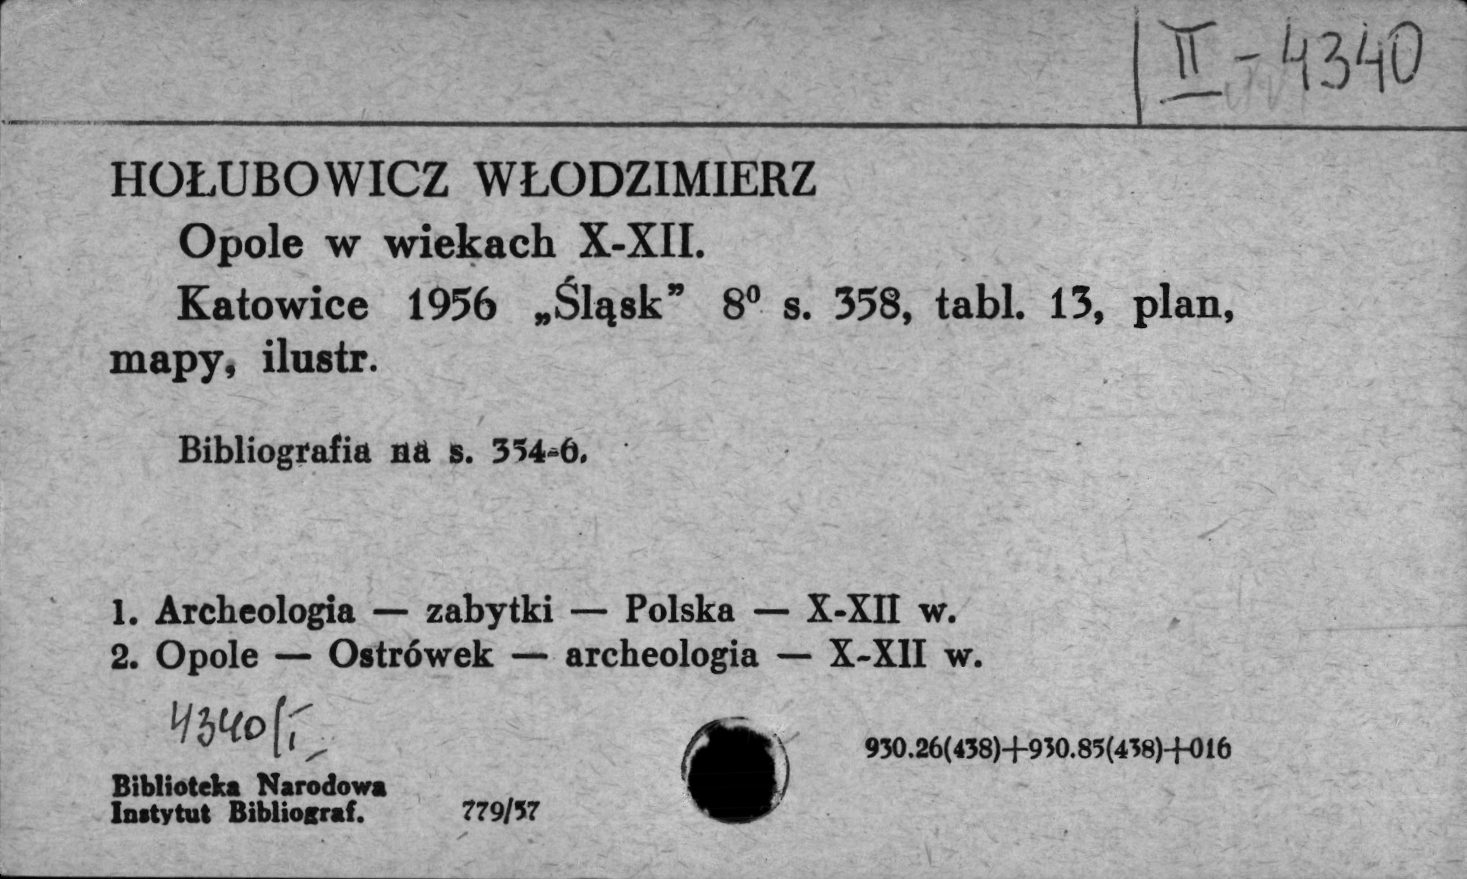 II - 4340
HOŁUBOWICZ WŁODZIMIERZ
Opole w wiekach X-XII.
Katowice 1956 „Śląsk” 8⁰ s. 358, tabl. 13, plan,
mapy, ilustr.
Bibliografia na s. 354-6.
1. Archeologia — zabytki — Polska — X-XII w.
2. Opole — Ostrówek — archeologia — X-XII w.
4340
930.26(438)+930.85(438)+016
Biblioteka Narodowa
Instytut Bibliograf. 779/57